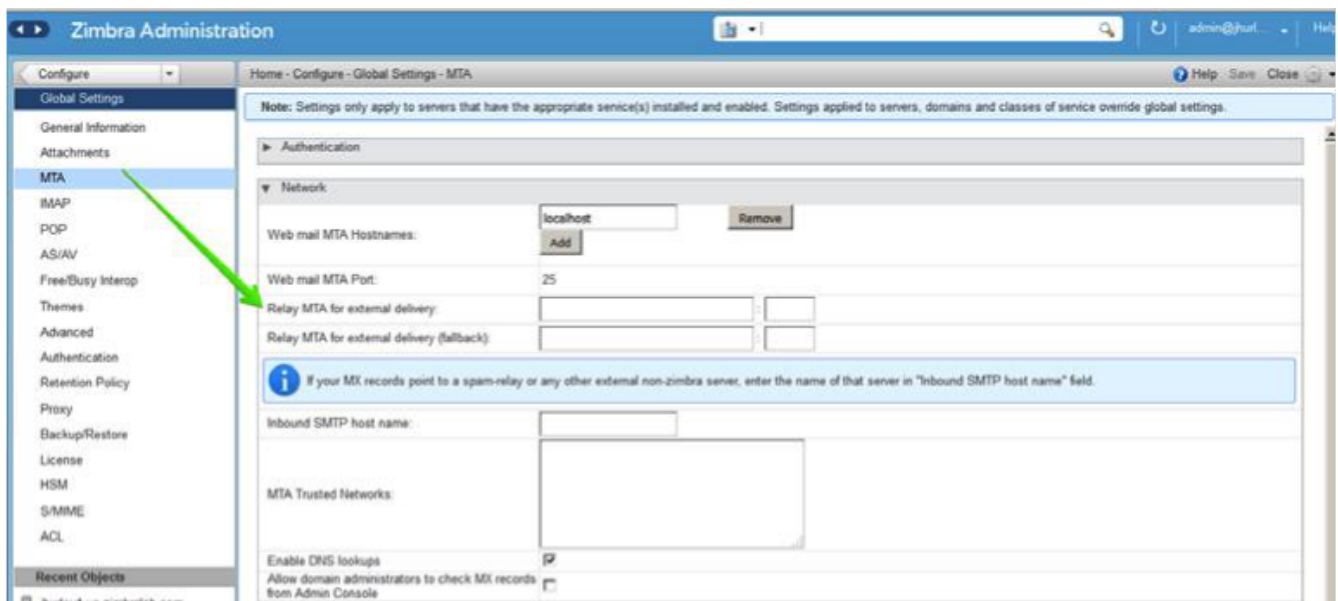 Zimbra Administration
admin@jhurl...
Help
Configure
Home - Configure - Global Settings - MTA
Help Save Close
Global Settings
Note: Settings only apply to servers that have the appropriate service(s) installed and enabled. Settings applied to servers, domains and classes of service override global settings.
General Information
Attachments
Authentication
MTA
Network
IMAP
POP
AS/AV
Free/Busy Interop
Themes
Advanced
Authentication
Retention Policy
Proxy
Backup/Restore
License
HSM
S/MIME
ACL
Recent Objects
Web mail MTA Hostnames:
localhost
Remove
Add
Web mail MTA Port:
25
Relay MTA for external delivery:
:
Relay MTA for external delivery (fallback):
:
If your MX records point to a spam-relay or any other external non-zimbra server, enter the name of that server in "Inbound SMTP host name" field.
Inbound SMTP host name:
MTA Trusted Networks:
Enable DNS lookups
Allow domain administrators to check MX records
from Admin Console